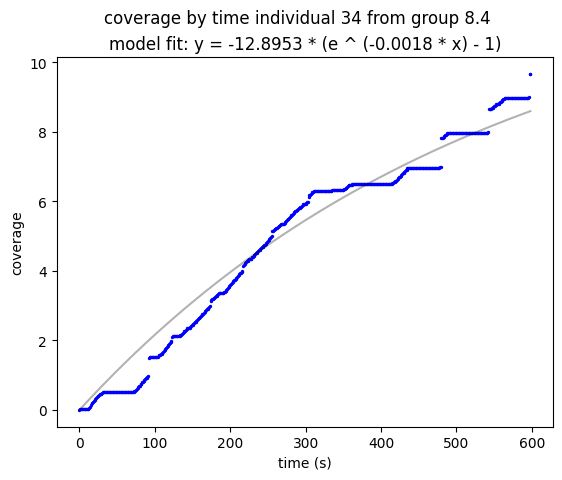 coverage by time individual 34 from group 8.4
model fit: y = -12.8953 * (e ^ (-0.0018 * x) - 1)
10
8
6
4
2
0
coverage
0 100 200 300 400 500 600
time (s)